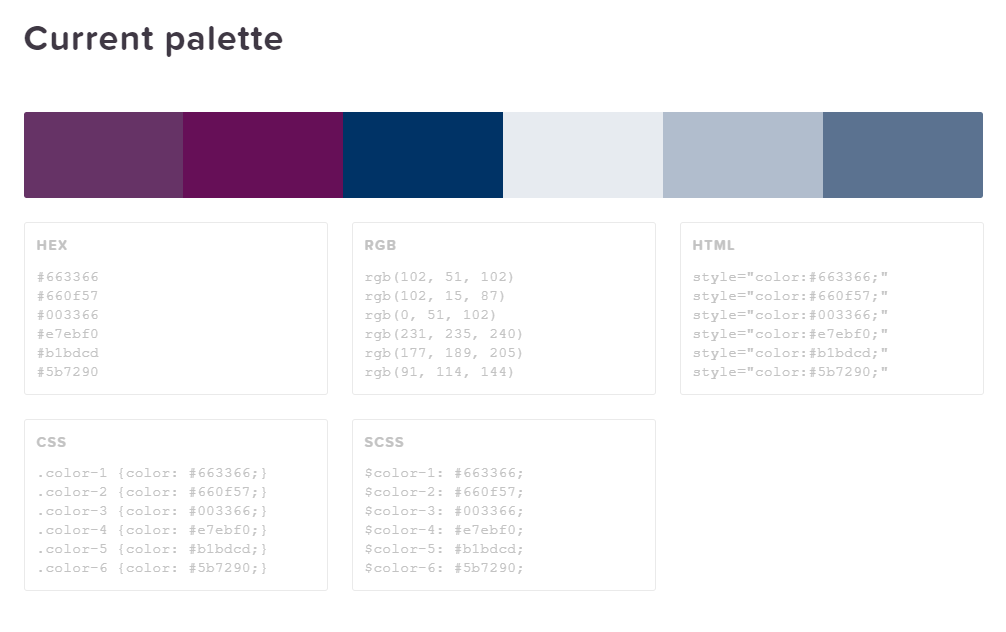 Current palette
HEX
#663366
#660f57
#003366
#e7ebf0
#b1bdcd
#5b7290
RGB
rgb(102, 51, 102)
rgb(102, 15, 87)
rgb(0, 51, 102)
rgb(231, 235, 240)
rgb(177, 189, 205)
rgb(91, 114, 144)
HTML
style="color:#663366;"
style="color:#660f57;"
style="color:#003366;"
style="color:#e7ebf0;"
style="color:#b1bdcd;"
style="color:#5b7290;"
CSS
.color-1 {color: #663366;}
.color-2 {color: #660f57;}
.color-3 {color: #003366;}
.color-4 {color: #e7ebf0;}
.color-5 {color: #b1bdcd;}
.color-6 {color: #5b7290;}
SCSS
$color-1: #663366;
$color-2: #660f57;
$color-3: #003366;
$color-4: #e7ebf0;
$color-5: #b1bdcd;
$color-6: #5b7290;